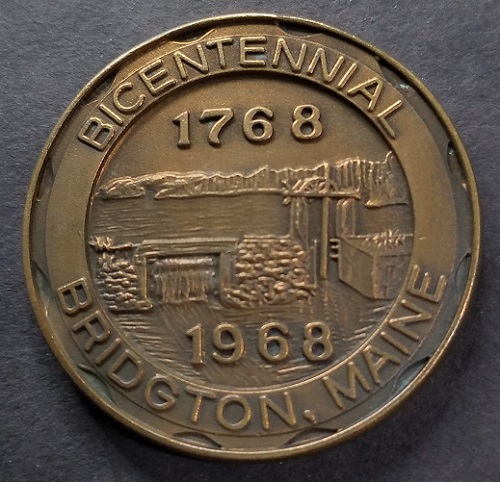 BICENTENNIAL
1768
1968
BRIDGTON, MAINE